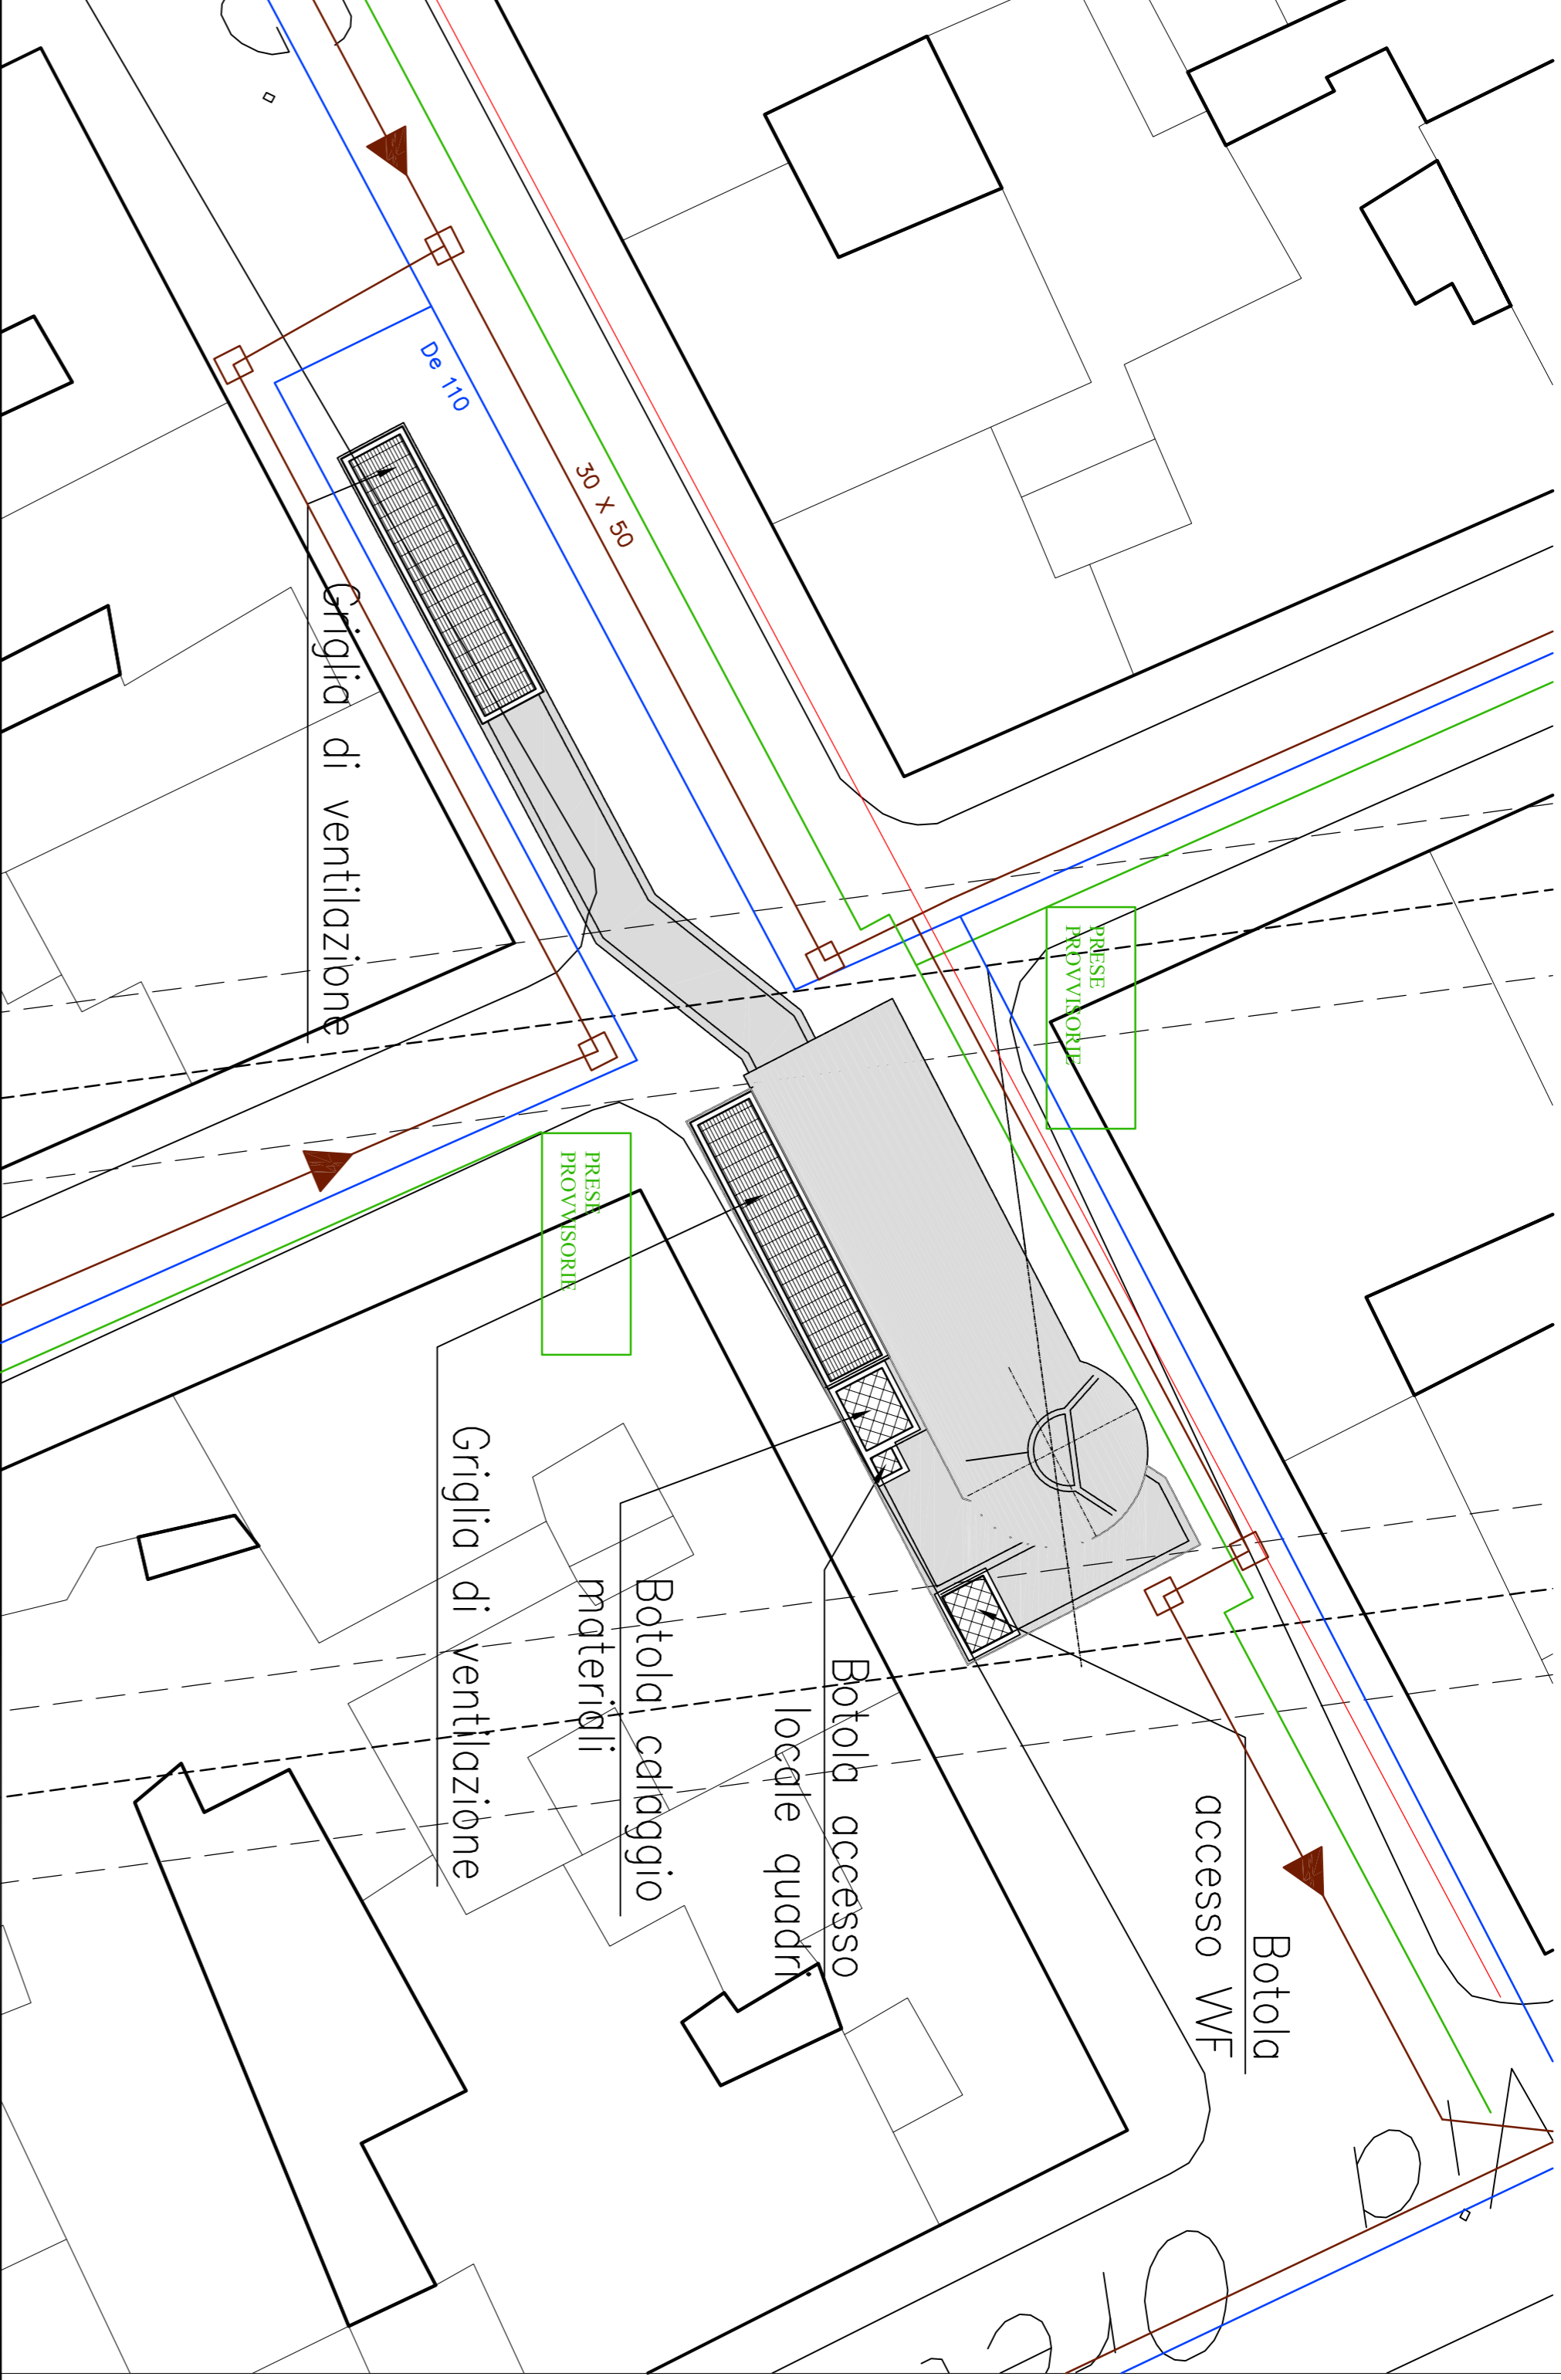 De 110
30 X 50
Griglia di ventilazione
PRESE
PROVVISORIE
PRESE
PROVVISORIE
Griglia di ventilazione
Botola calaggio
materiali
Botola accesso
locale quadri
Botola
accesso VVF